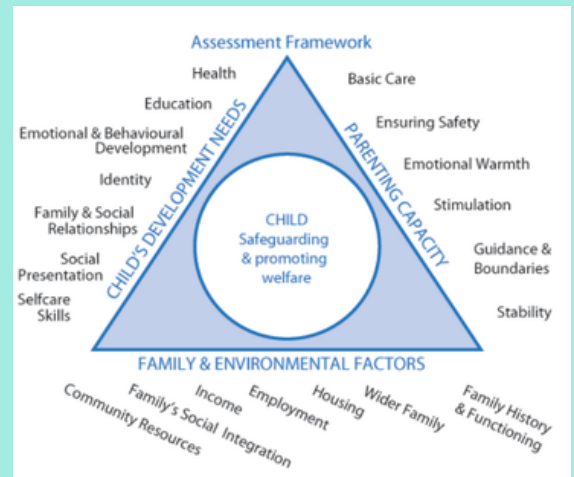 Assessment Framework
Health
Education
Emotional & Behavioural
Development
Identity
Family & Social
Relationships
Social
Presentation
Selfcare
Skills
CHILD'S DEVELOPMENT NEEDS
CHILD
Safeguarding
& promoting
welfare
PARENTING CAPACITY
Basic Care
Ensuring Safety
Emotional Warmth
Stimulation
Guidance &
Boundaries
Stability
FAMILY & ENVIRONMENTAL FACTORS
Community Resources
Family's Social Integration
Income
Employment
Housing
Wider Family
Family History
& Functioning